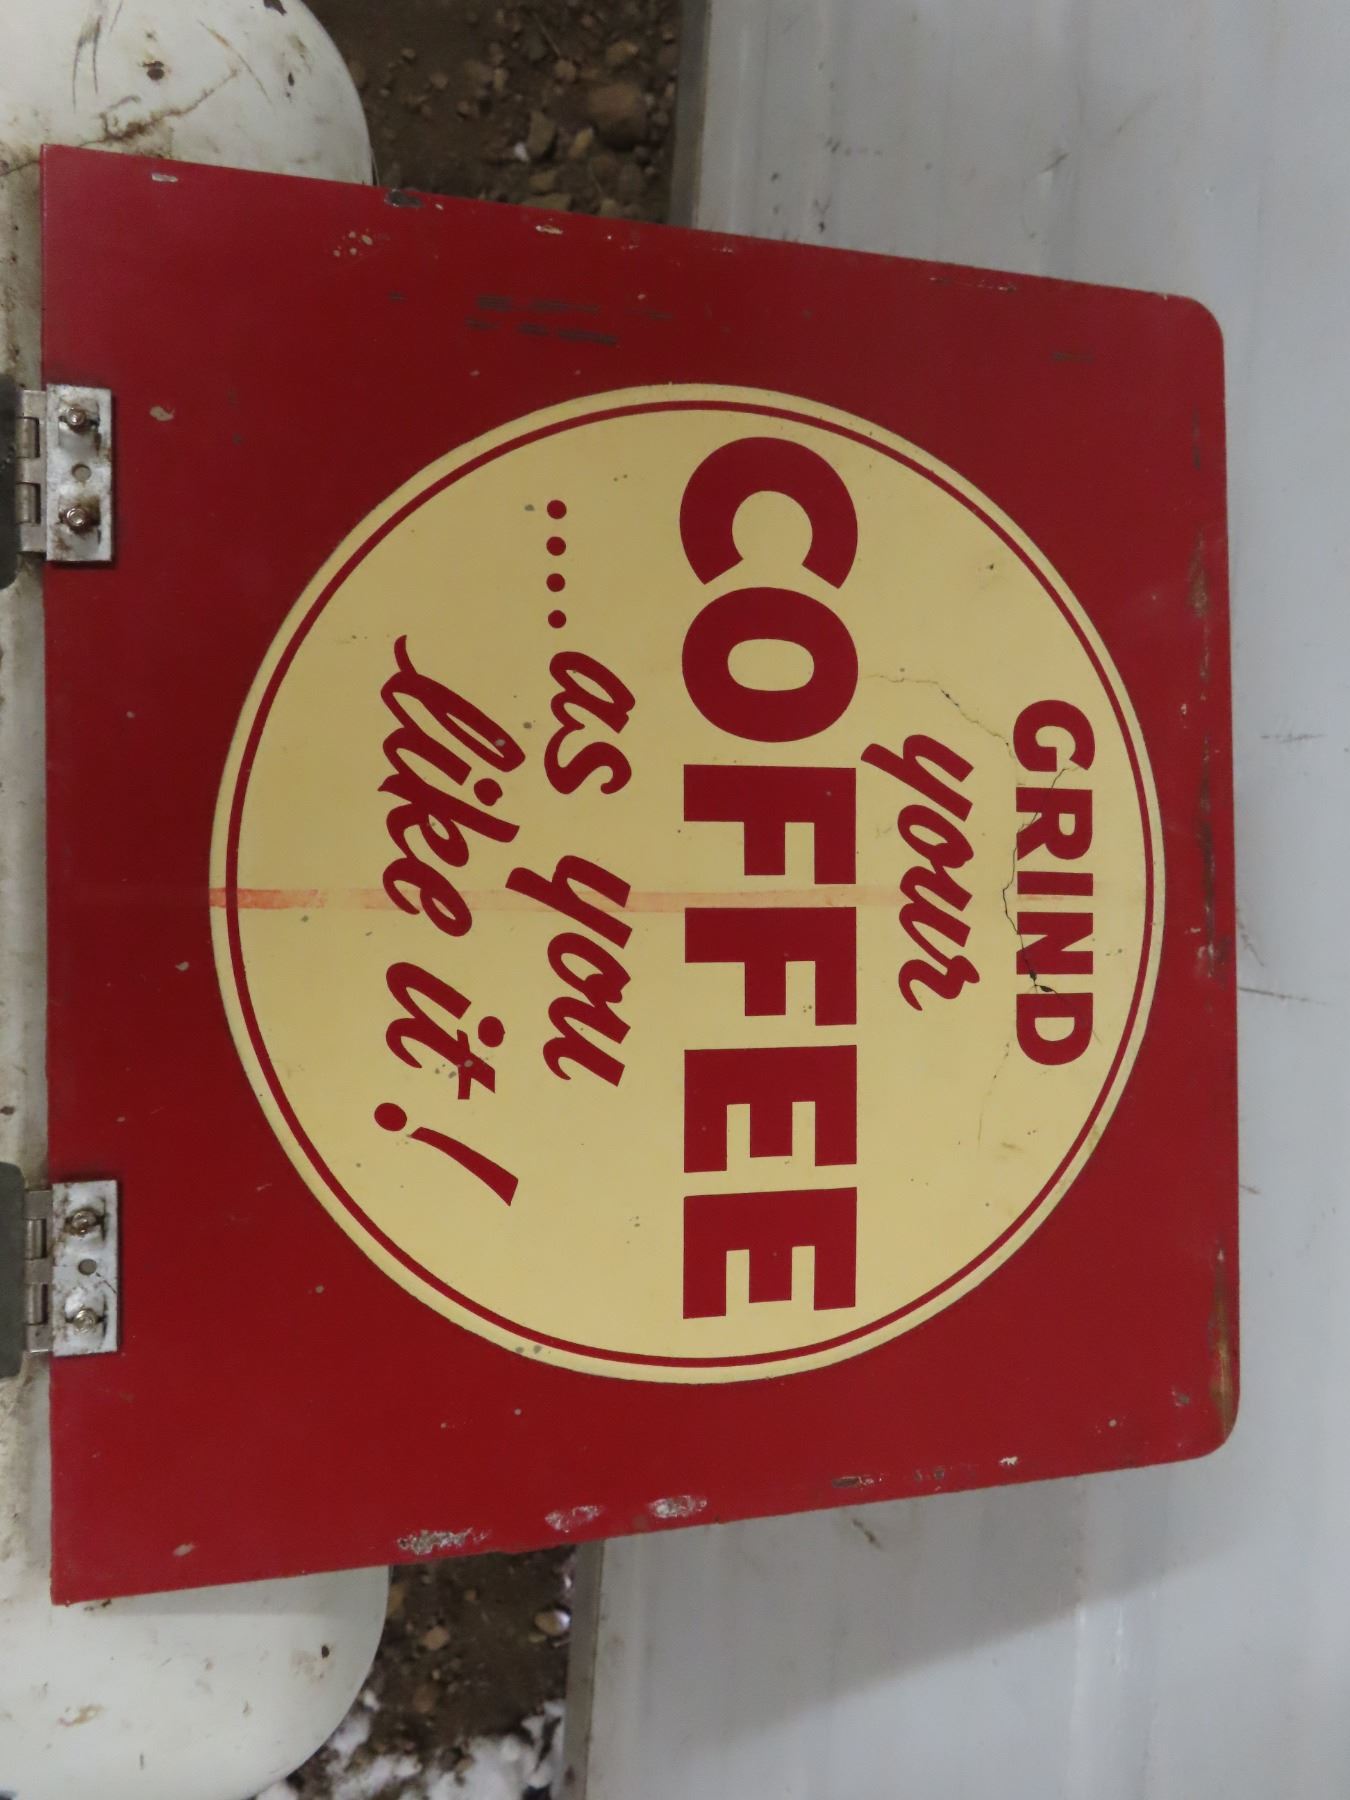 GRIND
your
COFFEE
....as you
like it!